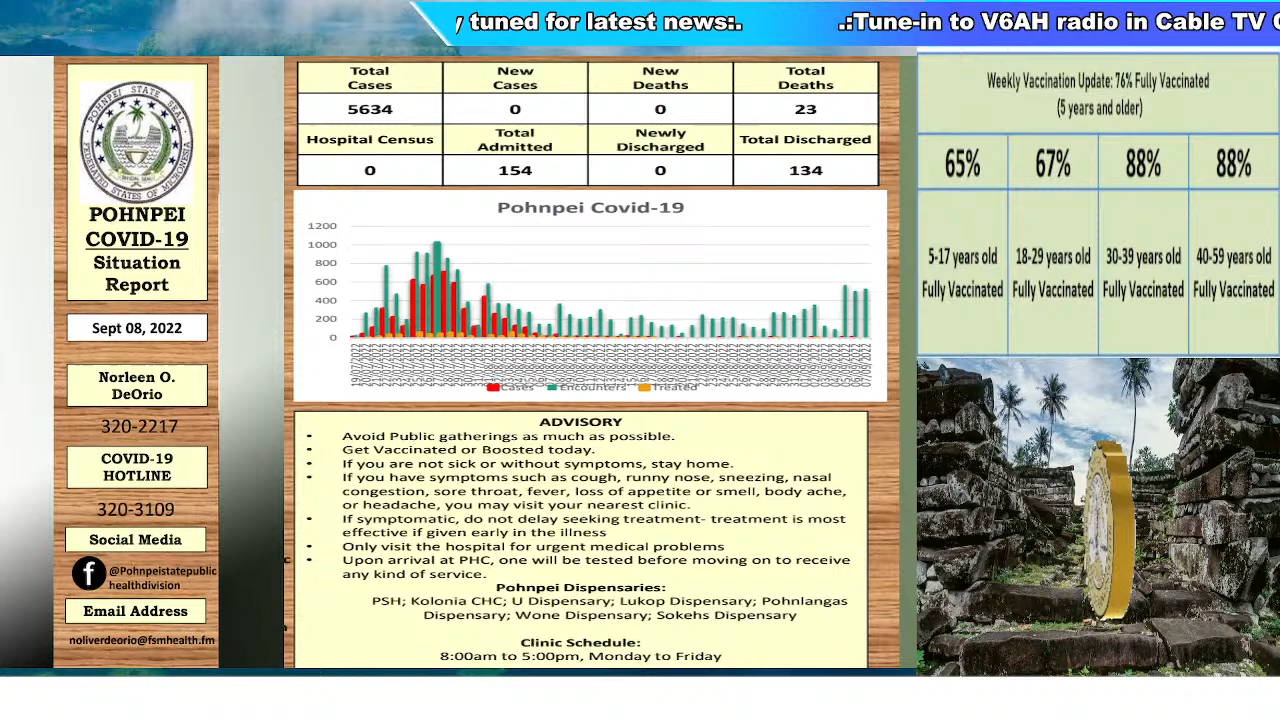 tuned for latest news:.
.:Tune-in to V6AH radio in Cable TV
POHNPEI STATE SEAL
FEDERATED STATES OF MICRONESIA
POHNPEI
COVID-19
Situation
Report
Sept 08, 2022
Norleen O.
DeOrio
320-2217
COVID-19
HOTLINE
320-3109
Social Media
f @Pohnpeistatepublic
healthdivision
Email Address
noliverdeorio@fsmhealth.fm
Total Cases New Cases New Deaths Total Deaths
5634 0 0 23
Hospital Census Total Admitted Newly Discharged Total Discharged
0 154 0 134
Pohnpei Covid-19
1200
1000
800
600
400
200
0
Cases Encounters Treated
ADVISORY
• Avoid Public gatherings as much as possible.
• Get Vaccinated or Boosted today.
• If you are not sick or without symptoms, stay home.
• If you have symptoms such as cough, runny nose, sneezing, nasal
congestion, sore throat, fever, loss of appetite or smell, body ache,
or headache, you may visit your nearest clinic.
• If symptomatic, do not delay seeking treatment- treatment is most
effective if given early in the illness
• Only visit the hospital for urgent medical problems
• Upon arrival at PHC, one will be tested before moving on to receive
any kind of service.
Pohnpei Dispensaries:
PSH; Kolonia CHC; U Dispensary; Lukop Dispensary; Pohnlangas
Dispensary; Wone Dispensary; Sokehs Dispensary
Clinic Schedule:
8:00am to 5:00pm, Monday to Friday
Weekly Vaccination Update: 76% Fully Vaccinated
(5 years and older)
65% 67% 88% 88%
5-17 years old 18-29 years old 30-39 years old 40-59 years old
Fully Vaccinated Fully Vaccinated Fully Vaccinated Fully Vaccinated